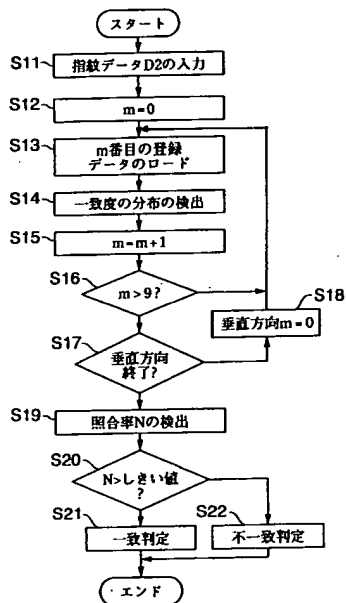 スタート
S11
指紋データD2の入力
S12
m=0
S13
m番目の登録
データのロード
S14
一致度の分布の検出
S15
m=m+1
S16
m>9?
S18
垂直方向m=0
S17
垂直方向
終了?
S19
照合率Nの検出
S20
N>しきい値
?
S21
一致判定
S22
不一致判定
エンド